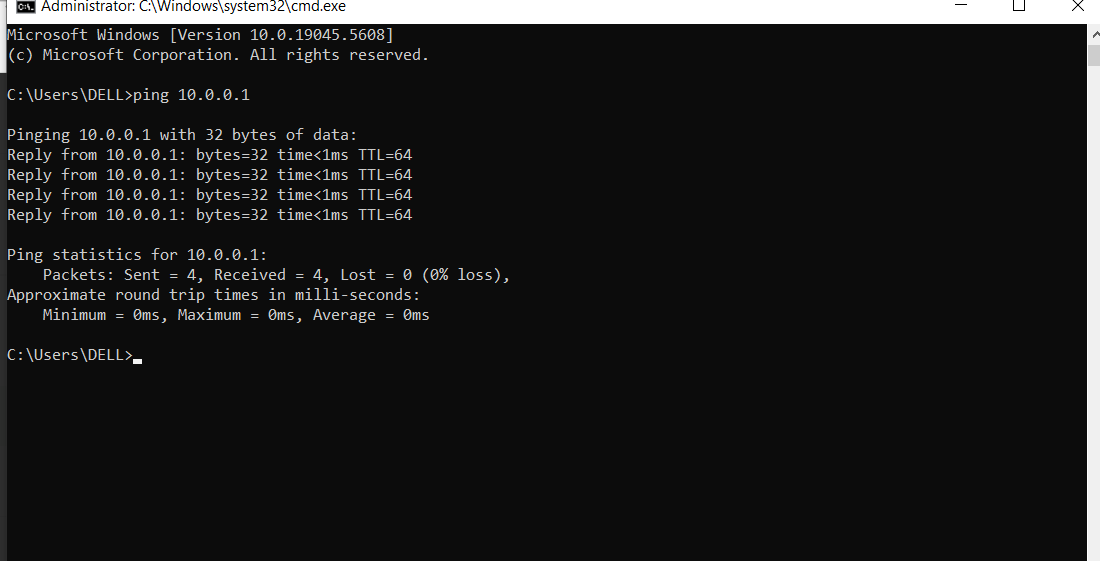 Administrator: C:\Windows\system32\cmd.exe
Microsoft Windows [Version 10.0.19045.5608]
(c) Microsoft Corporation. All rights reserved.
C:\Users\DELL>ping 10.0.0.1
Pinging 10.0.0.1 with 32 bytes of data:
Reply from 10.0.0.1: bytes=32 time<1ms TTL=64
Reply from 10.0.0.1: bytes=32 time<1ms TTL=64
Reply from 10.0.0.1: bytes=32 time<1ms TTL=64
Reply from 10.0.0.1: bytes=32 time<1ms TTL=64
Ping statistics for 10.0.0.1:
    Packets: Sent = 4, Received = 4, Lost = 0 (0% loss),
Approximate round trip times in milli-seconds:
    Minimum = 0ms, Maximum = 0ms, Average = 0ms
C:\Users\DELL>